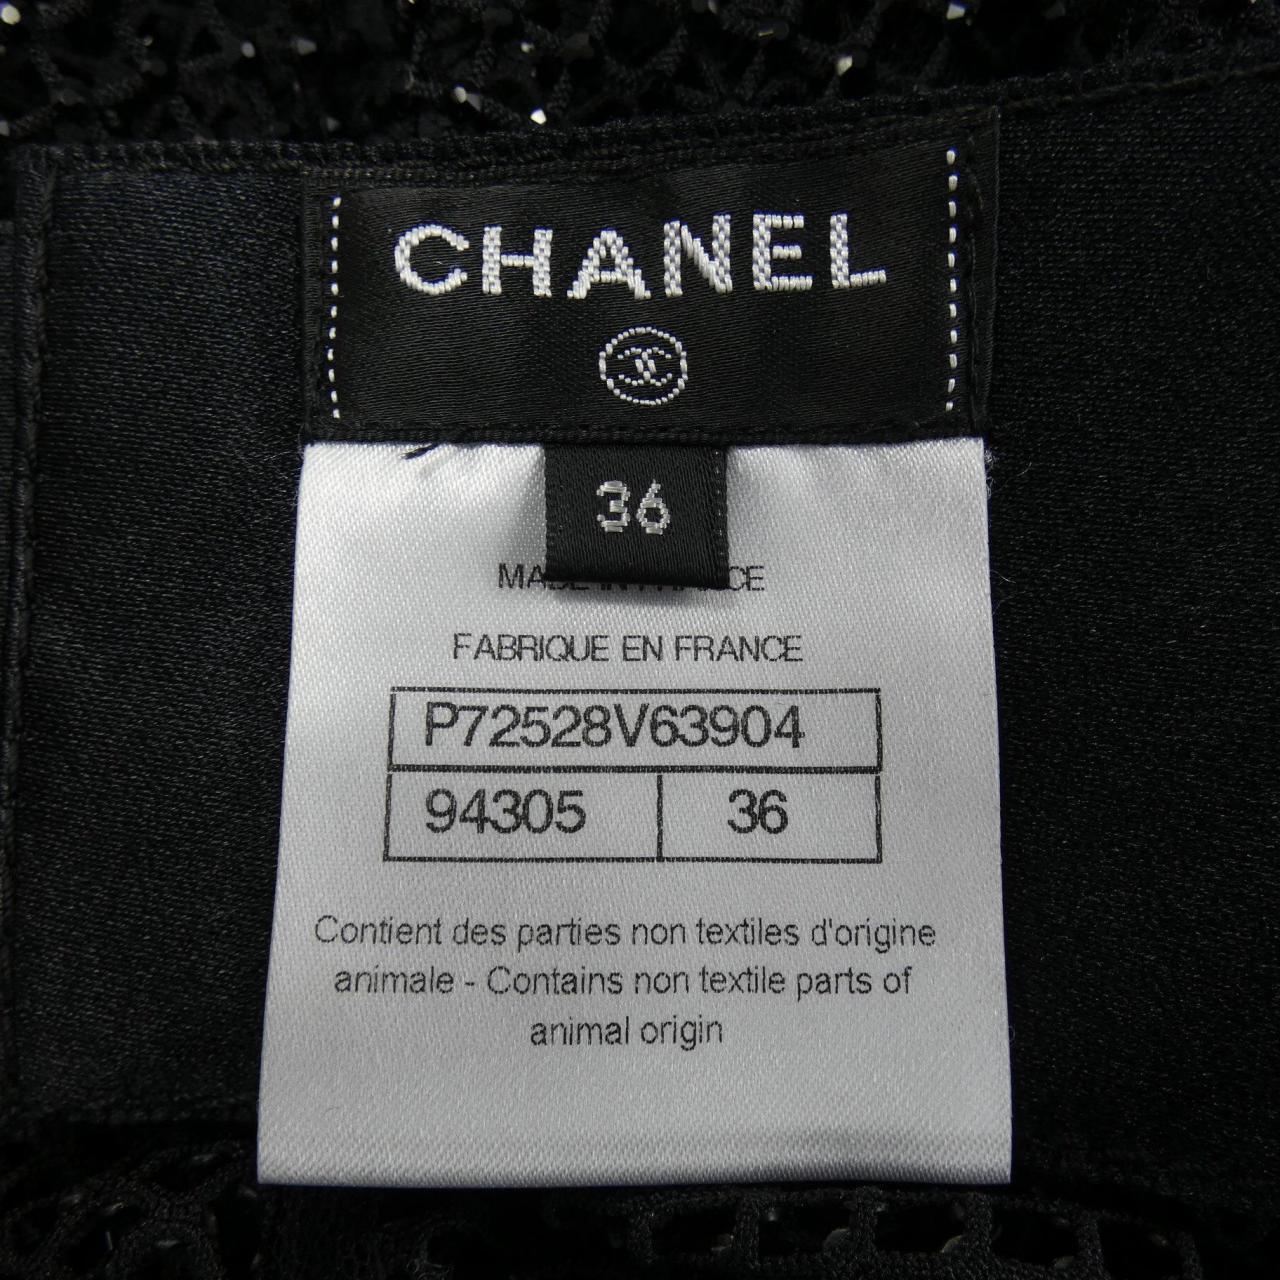 CHANEL
36
MADE IN FRANCE
FABRIQUE EN FRANCE
P72528V63904
94305 36
Contient des parties non textiles d'origine
animale - Contains non textile parts of
animal origin